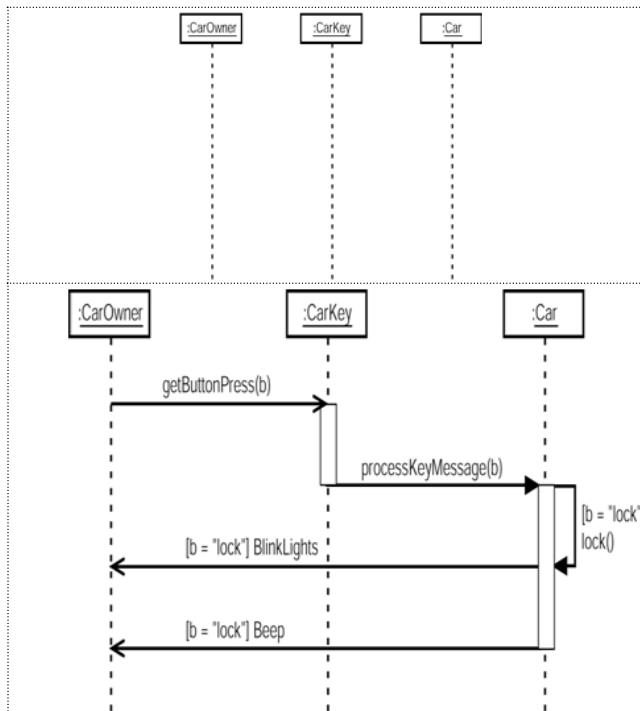 :CarOwner
:CarKey
:Car
:CarOwner
:CarKey
:Car
getButtonPress(b)
processKeyMessage(b)
[b = "lock"
lock()
[b = "lock"] BlinkLights
[b = "lock"] Beep